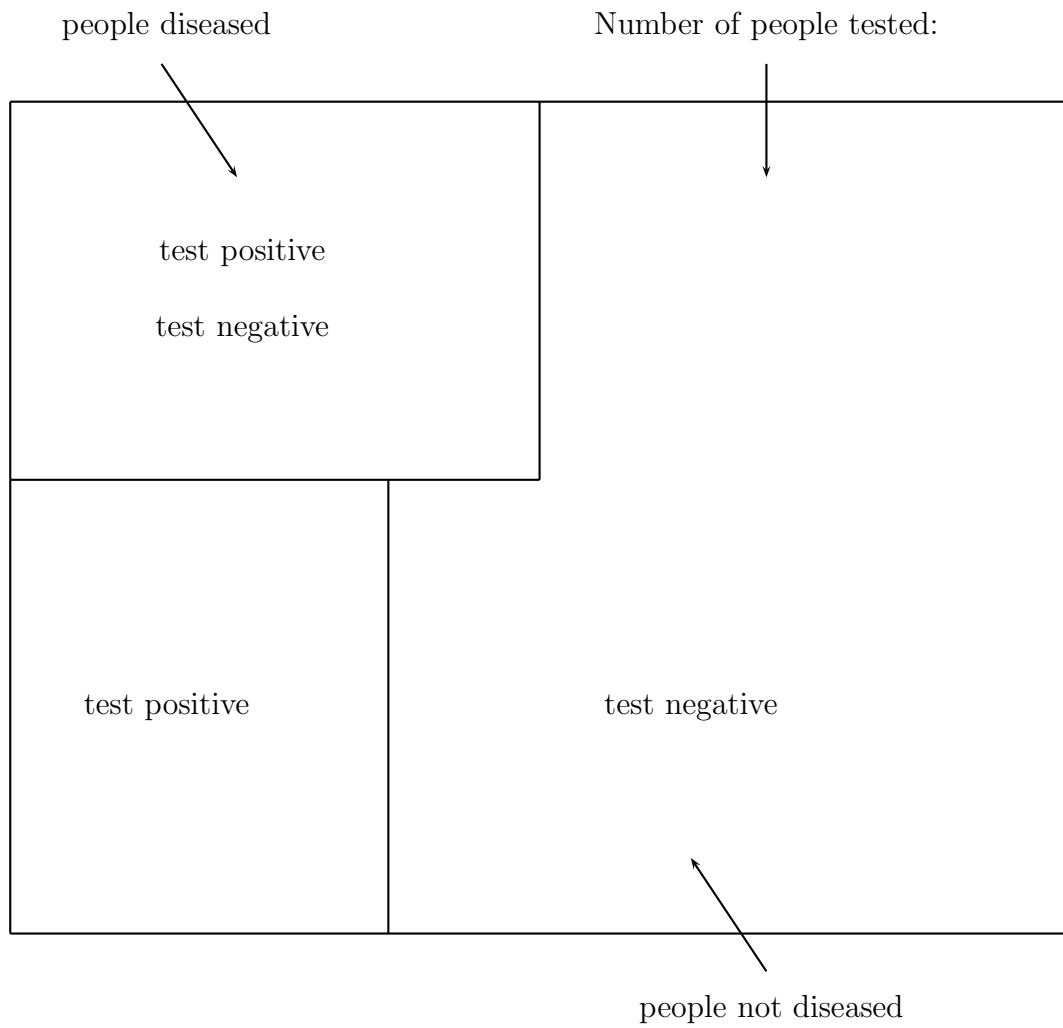 people diseased
Number of people tested:
test positive
test negative
test positive
test negative
people not diseased